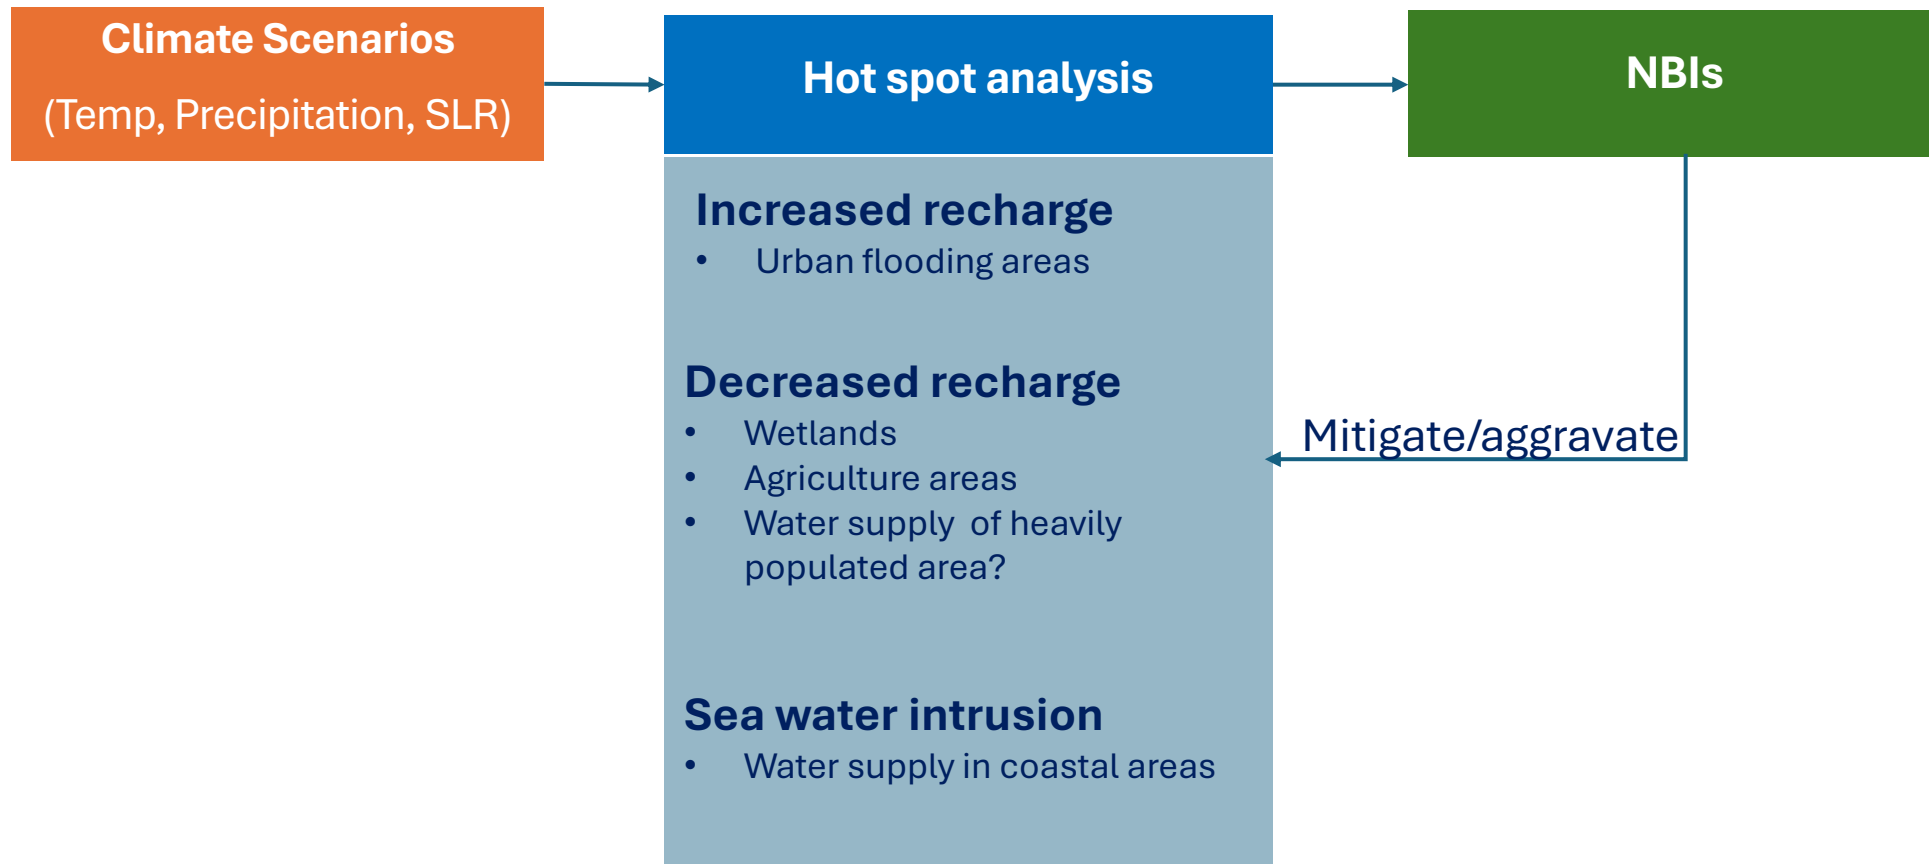 Climate Scenarios
(Temp, Precipitation, SLR)
Hot spot analysis
NBIs
Increased recharge
• Urban flooding areas
Decreased recharge
• Wetlands
• Agriculture areas
• Water supply of heavily
populated area?
Mitigate/aggravate
Sea water intrusion
• Water supply in coastal areas